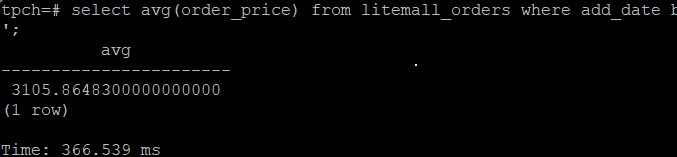 tpch=# select avg(order_price) from litemall_orders where add_date b
';
avg
-----------------------
3105.8648300000000000
(1 row)
Time: 366.539 ms